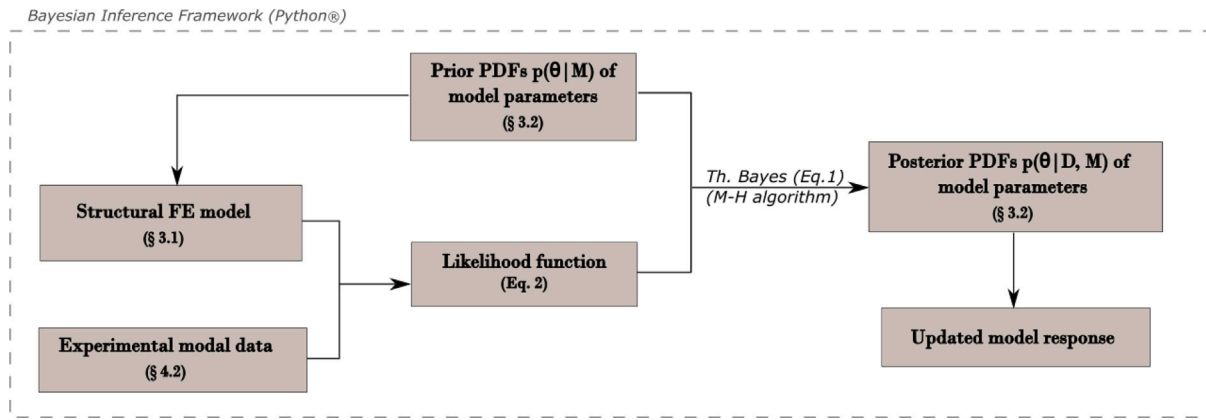 Bayesian Inference Framework (Python®)
Prior PDFs p(θ|M) of
model parameters
(§ 3.2)
Structural FE model
(§ 3.1)
Experimental modal data
(§ 4.2)
Likelihood function
(Eq. 2)
Th. Bayes (Eq.1)
(M-H algorithm)
Posterior PDFs p(θ|D, M) of
model parameters
(§ 3.2)
Updated model response